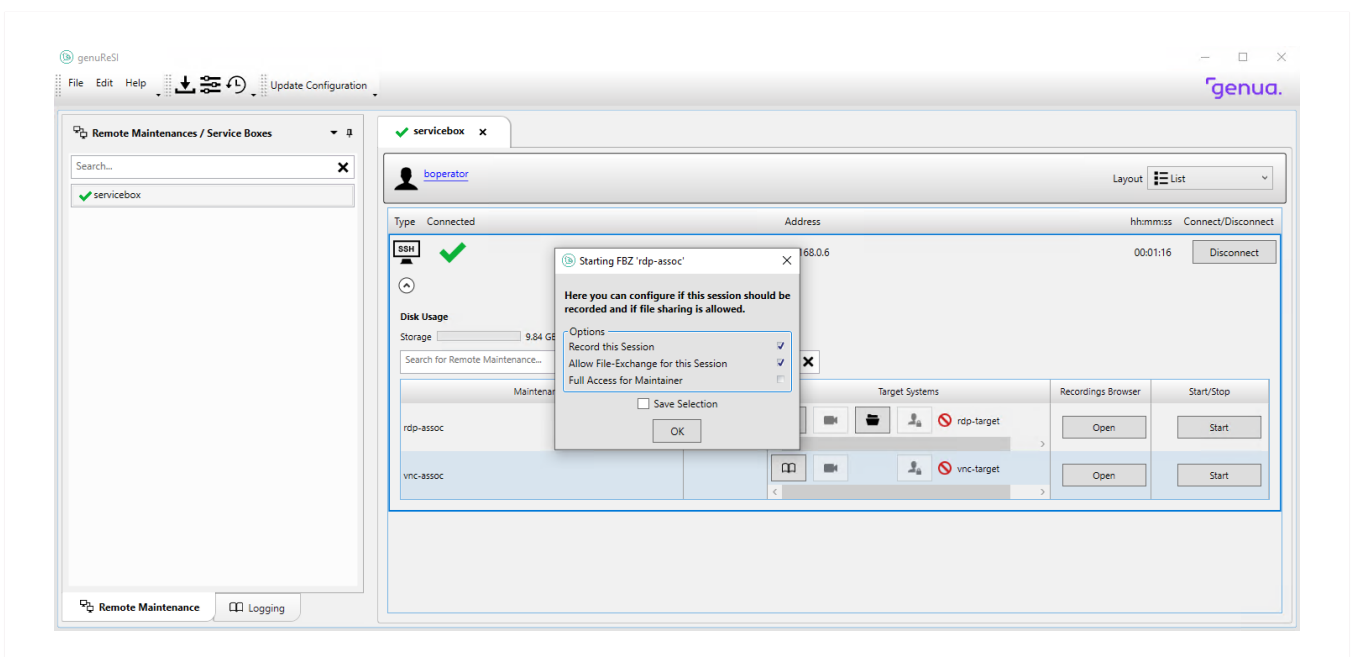 genuReSI
File Edit Help Update Configuration
genua.
Remote Maintenances / Service Boxes
servicebox x
Search...
servicebox
boperator
Layout List
Type Connected Address hh:mm:ss Connect/Disconnect
SSH 168.0.6 00:01:16 Disconnect
Disk Usage
Storage 9.84 GB
Search for Remote Maintenance...
Target Systems Recordings Browser Start/Stop
rdp-assoc rdp-target Open Start
vnc-assoc vnc-target Open Start
Starting FBZ 'rdp-assoc'
Here you can configure if this session should be
recorded and if file sharing is allowed.
Options
Record this Session
Allow File-Exchange for this Session
Full Access for Maintainer
Save Selection
OK
Remote Maintenance Logging